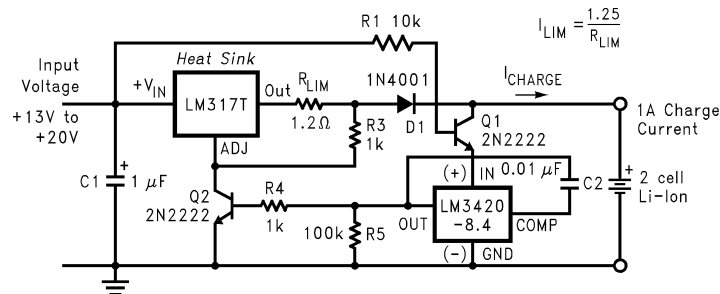 R1 10k
I_LIM = 1.25 / R_LIM
Input
Voltage
+13V to
+20V
Heat Sink
+V_IN
LM317T
Out
R_LIM
1.2Ω
1N4001
D1
I_CHARGE
ADJ
R3
1k
Q1
2N2222
1A Charge
Current
C1
+
1 μF
Q2
2N2222
R4
1k
100k
R5
(+)
IN
0.01 μF
C2
OUT
LM3420
-8.4
COMP
(-)
GND
+
2 cell
Li-Ion